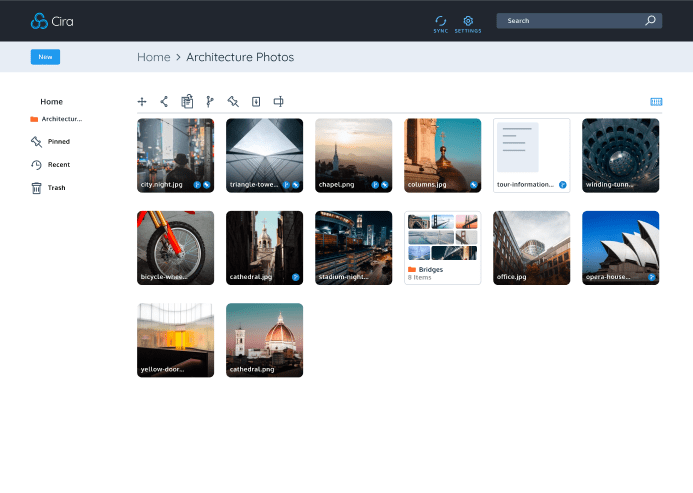 Cira
SYNC
SETTINGS
Search
New
Home > Architecture Photos
Home
Architectur...
Pinned
Recent
Trash
city.night.jpg
triangle-towe...
chapel.png
columns.jpg
tour-information...
winding-tunn...
bicycle-whee...
cathedral.jpg
stadium-night...
Bridges
8 Items
office.jpg
opera-house...
yellow-door...
cathedral.png